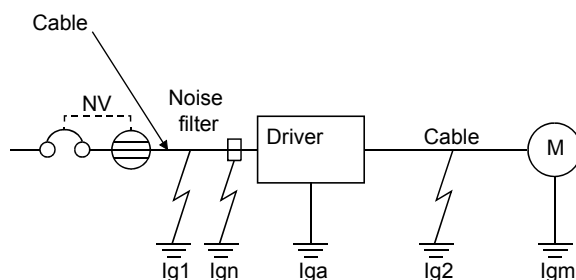 Cable
NV
Noise
filter
Driver
Cable
M
Ig1
Ign
Iga
Ig2
Igm